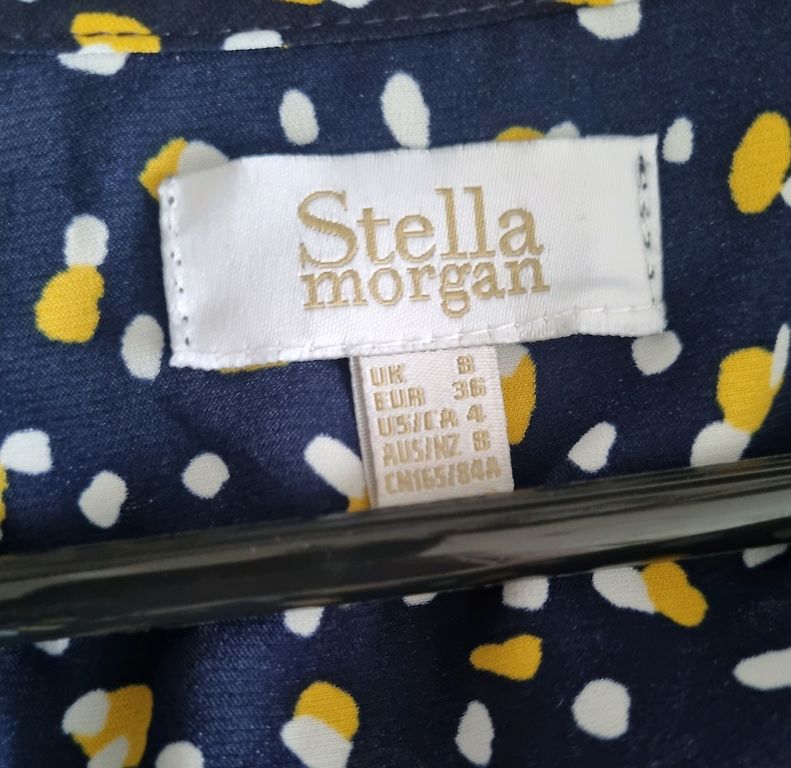 Stella
morgan
UK 8
EUR 36
US/CA 4
AUS/NZ 8
CN165/84A